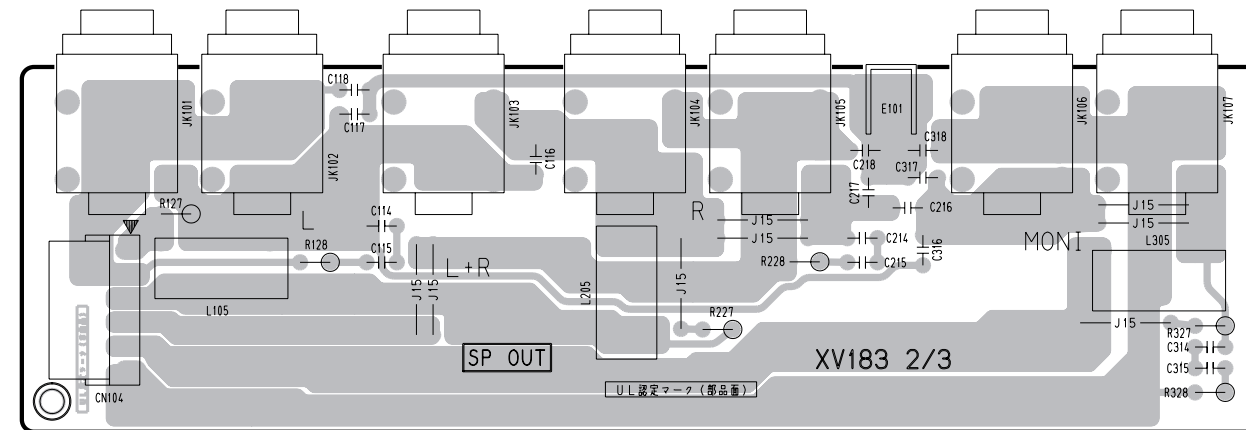 C118
C117
JK101
JK102
JK103
C116
JK104
JK105
E101
C218
C318
C317
JK106
JK107
C217
C216
R127
L
C114
R
J15
J15
J15
J15
R128
C115
L+R
R228
C214
C215
C316
MONI
L305
L105
J15
J15
L205
J15
R227
J15
R327
C314
C315
R328
SP OUT
XV183 2/3
UL認定マーク(部品面)
CN104